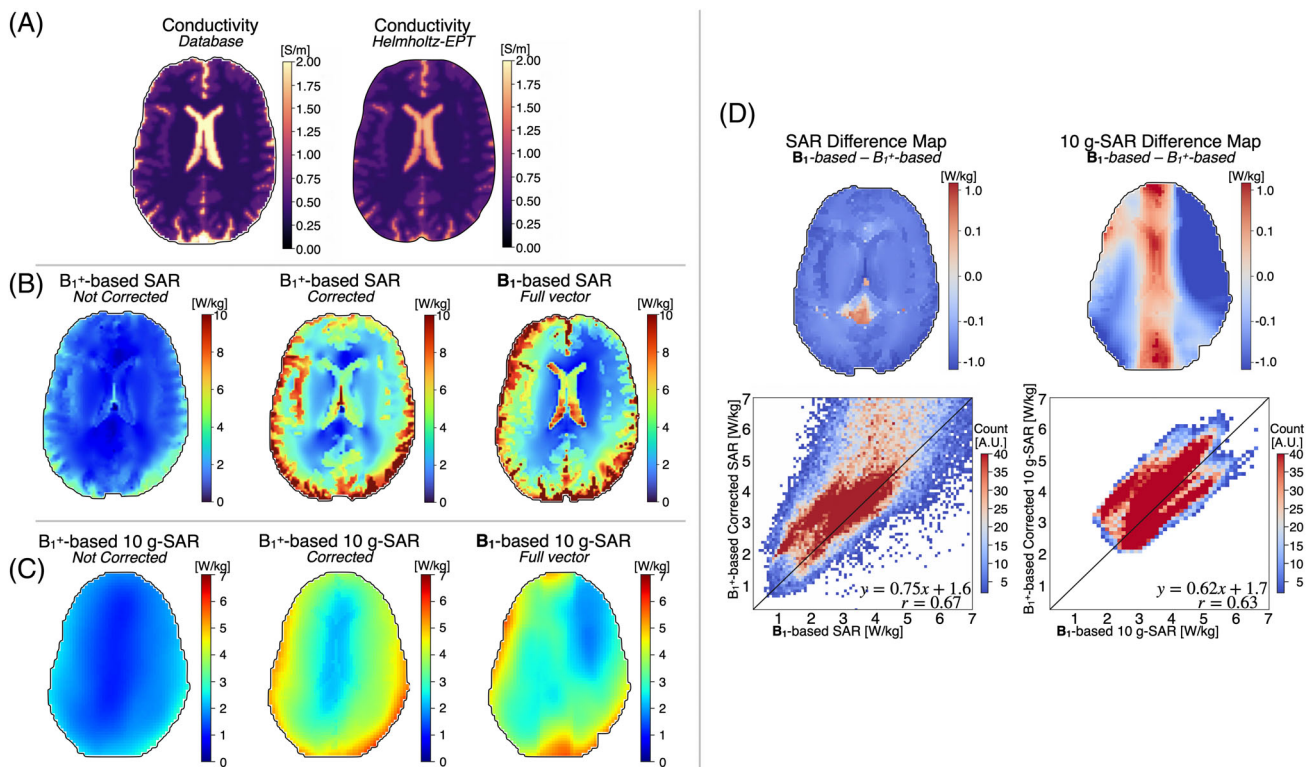 (A)
Conductivity
Database
[S/m]
2.00
1.75
1.50
1.25
1.00
0.75
0.50
0.25
0.00
Conductivity
Helmholtz-EPT
[S/m]
2.00
1.75
1.50
1.25
1.00
0.75
0.50
0.25
0.00
(B)
B₁⁺-based SAR
Not Corrected
[W/kg]
10
8
6
4
2
0
B₁⁺-based SAR
Corrected
[W/kg]
10
8
6
4
2
0
B₁-based SAR
Full vector
[W/kg]
10
8
6
4
2
0
(C)
B₁⁺-based 10 g-SAR
Not Corrected
[W/kg]
7
6
5
4
3
2
1
0
B₁⁺-based 10 g-SAR
Corrected
[W/kg]
7
6
5
4
3
2
1
0
B₁-based 10 g-SAR
Full vector
[W/kg]
7
6
5
4
3
2
1
0
(D)
SAR Difference Map
B₁-based – B₁⁺-based
[W/kg]
1.0
0.1
0.0
-0.1
-1.0
10 g-SAR Difference Map
B₁-based – B₁⁺-based
[W/kg]
1.0
0.1
0.0
-0.1
-1.0
B₁⁺-based Corrected SAR [W/kg]
7
6
5
4
3
2
1
y = 0.75x + 1.6
r = 0.67
1 2 3 4 5 6 7
B₁-based SAR [W/kg]
Count
[A.U.]
40
35
30
25
20
15
10
5
B₁⁺-based Corrected 10 g-SAR [W/kg]
7
6
5
4
3
2
1
y = 0.62x + 1.7
r = 0.63
1 2 3 4 5 6 7
B₁-based 10 g-SAR [W/kg]
Count
[A.U.]
40
35
30
25
20
15
10
5